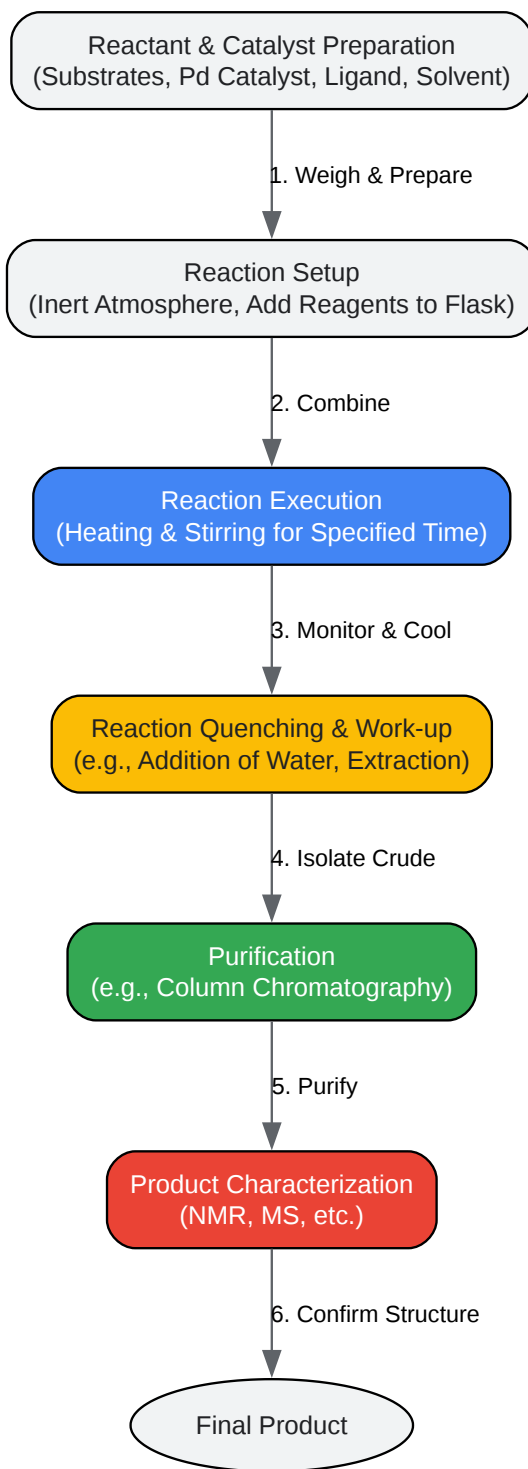 Reactant & Catalyst Preparation
(Substrates, Pd Catalyst, Ligand, Solvent)
1. Weigh & Prepare
Reaction Setup
(Inert Atmosphere, Add Reagents to Flask)
2. Combine
Reaction Execution
(Heating & Stirring for Specified Time)
3. Monitor & Cool
Reaction Quenching & Work-up
(e.g., Addition of Water, Extraction)
4. Isolate Crude
Purification
(e.g., Column Chromatography)
5. Purify
Product Characterization
(NMR, MS, etc.)
6. Confirm Structure
Final Product